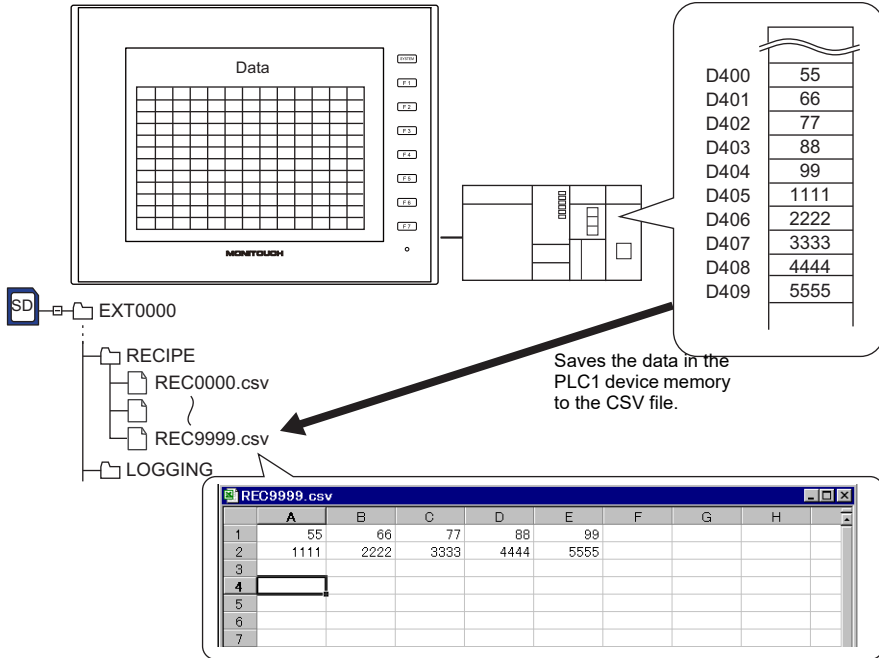 Data
SYSTEM
F1
F2
F3
F4
F5
F6
F7
MONITOUCH
D400 55
D401 66
D402 77
D403 88
D404 99
D405 1111
D406 2222
D407 3333
D408 4444
D409 5555
SD
EXT0000
RECIPE
REC0000.csv
REC9999.csv
LOGGING
Saves the data in the
PLC1 device memory
to the CSV file.
REC9999.csv
A B C D E F G H
1 55 66 77 88 99
2 1111 2222 3333 4444 5555
3
4
5
6
7